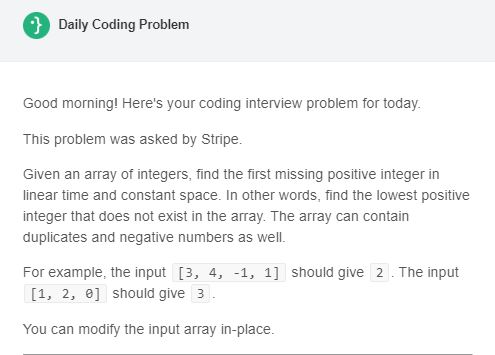 Daily Coding Problem
Good morning! Here's your coding interview problem for today.
This problem was asked by Stripe.
Given an array of integers, find the first missing positive integer in
linear time and constant space. In other words, find the lowest positive
integer that does not exist in the array. The array can contain
duplicates and negative numbers as well.
For example, the input [3, 4, -1, 1] should give 2. The input
[1, 2, 0] should give 3.
You can modify the input array in-place.